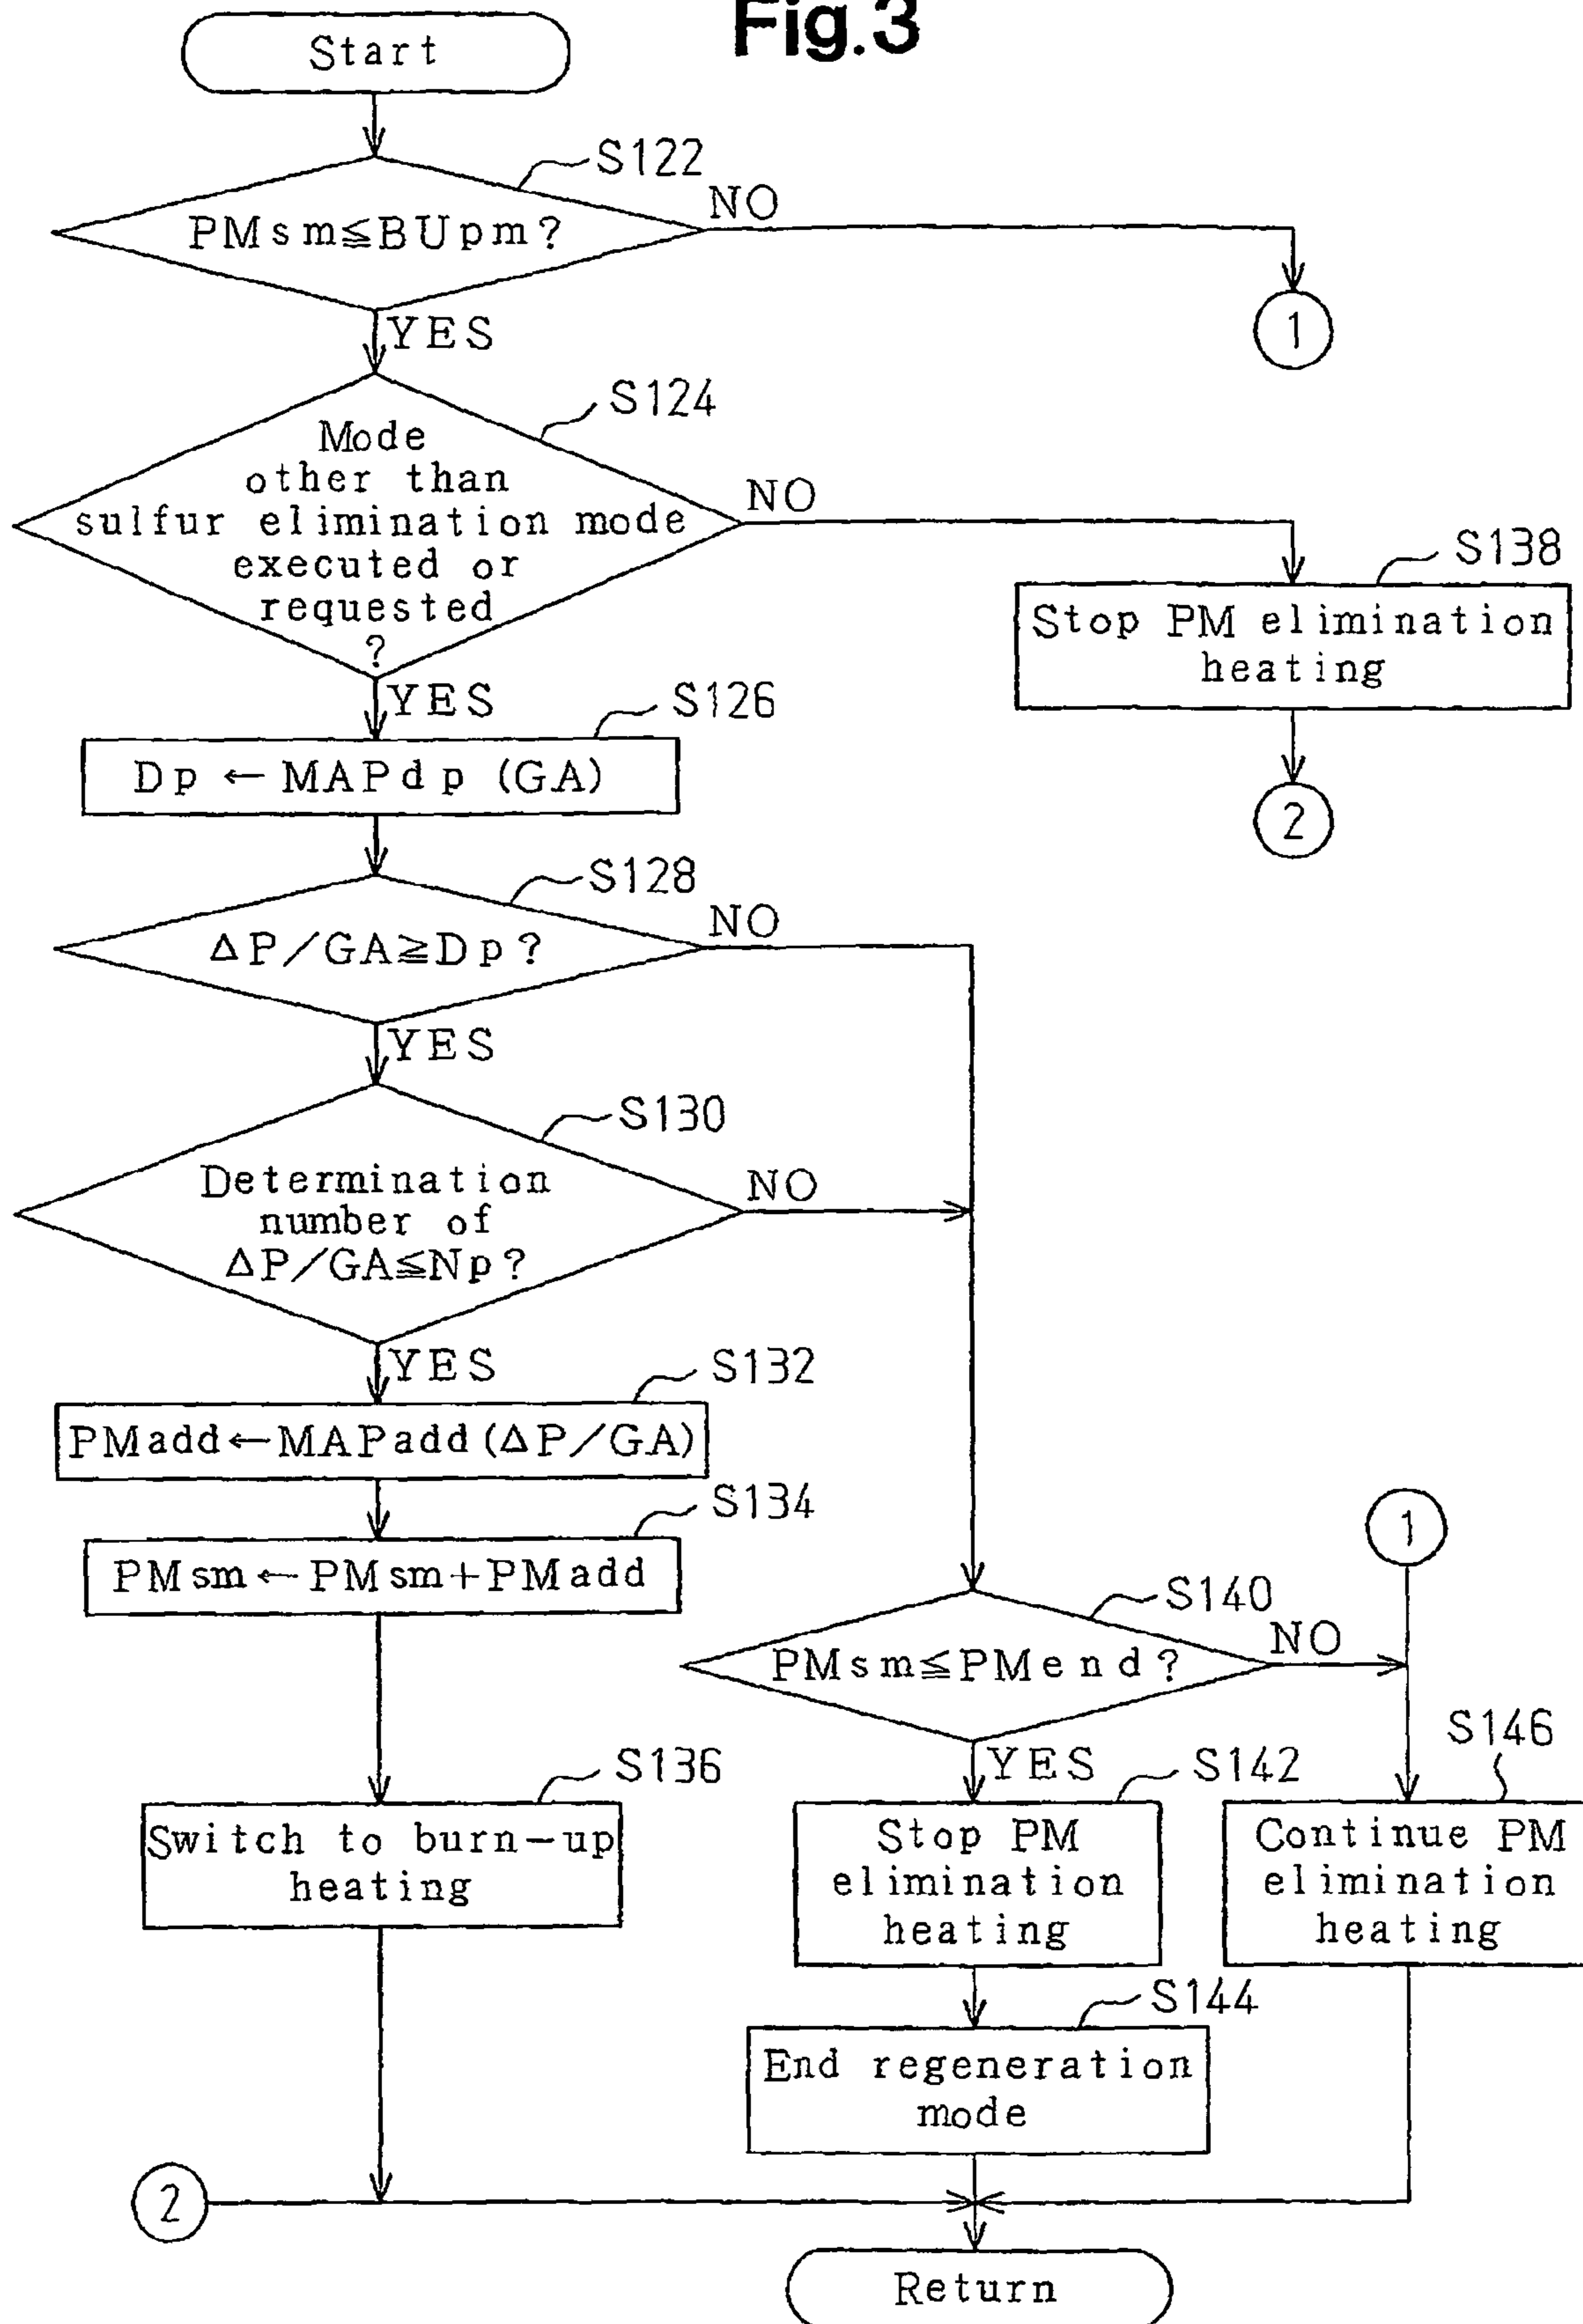 Fig.3
Start
S122
PMsm≦BUpm?
NO
1
YES
S124
Mode
other than
sulfur elimination mode
executed or
requested
?
NO
S138
Stop PM elimination
heating
2
YES
S126
Dp ← MAPdp (GA)
S128
ΔP/GA≧Dp?
NO
YES
S130
Determination
number of
ΔP/GA≦Np?
NO
YES
S132
PMadd←MAPadd(ΔP/GA)
S134
PMsm←PMsm+PMadd
1
S140
PMsm≦PMend?
NO
YES
S136
Switch to burn-up
heating
S142
Stop PM
elimination
heating
S146
Continue PM
elimination
heating
S144
End regeneration
mode
2
Return